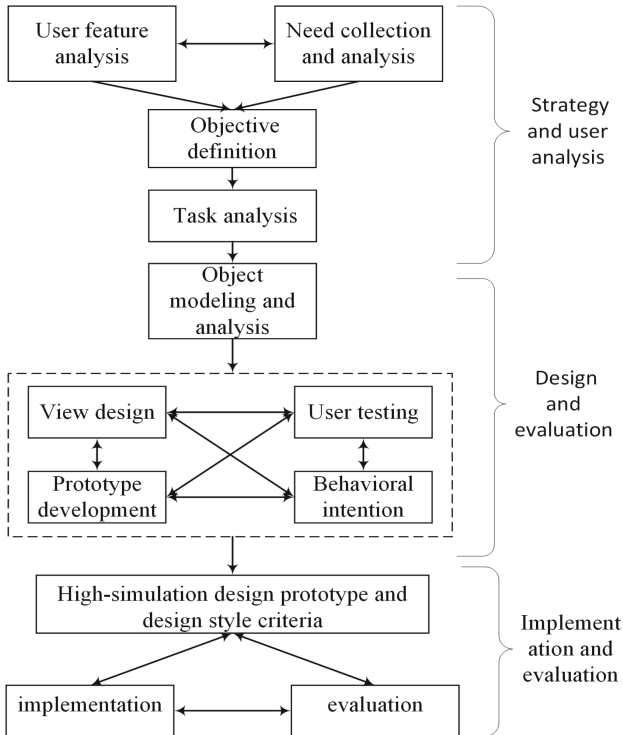 User feature
analysis
Need collection
and analysis
Objective
definition
Task analysis
Strategy
and user
analysis
Object
modeling and
analysis
View design
User testing
Prototype
development
Behavioral
intention
Design
and
evaluation
High-simulation design prototype and
design style criteria
implementation
evaluation
Implement
ation and
evaluation